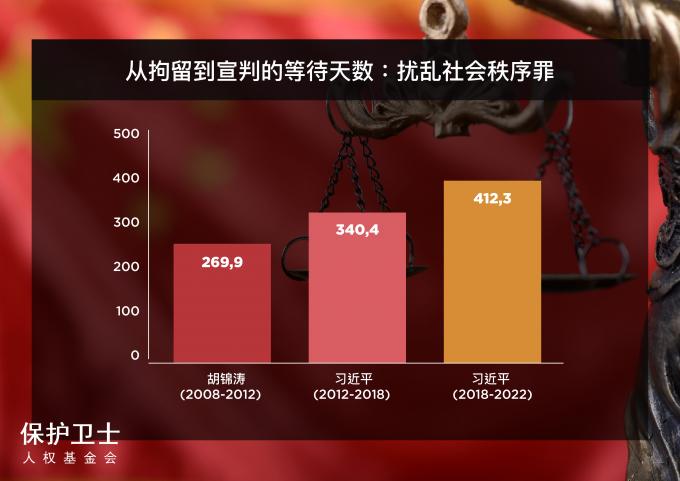 从拘留到宣判的等待天数：扰乱社会秩序罪
500
400
300
200
100
0
269,9
340,4
412,3
胡锦涛
(2008-2012)
习近平
(2012-2018)
习近平
(2018-2022)
保护卫士
人权基金会